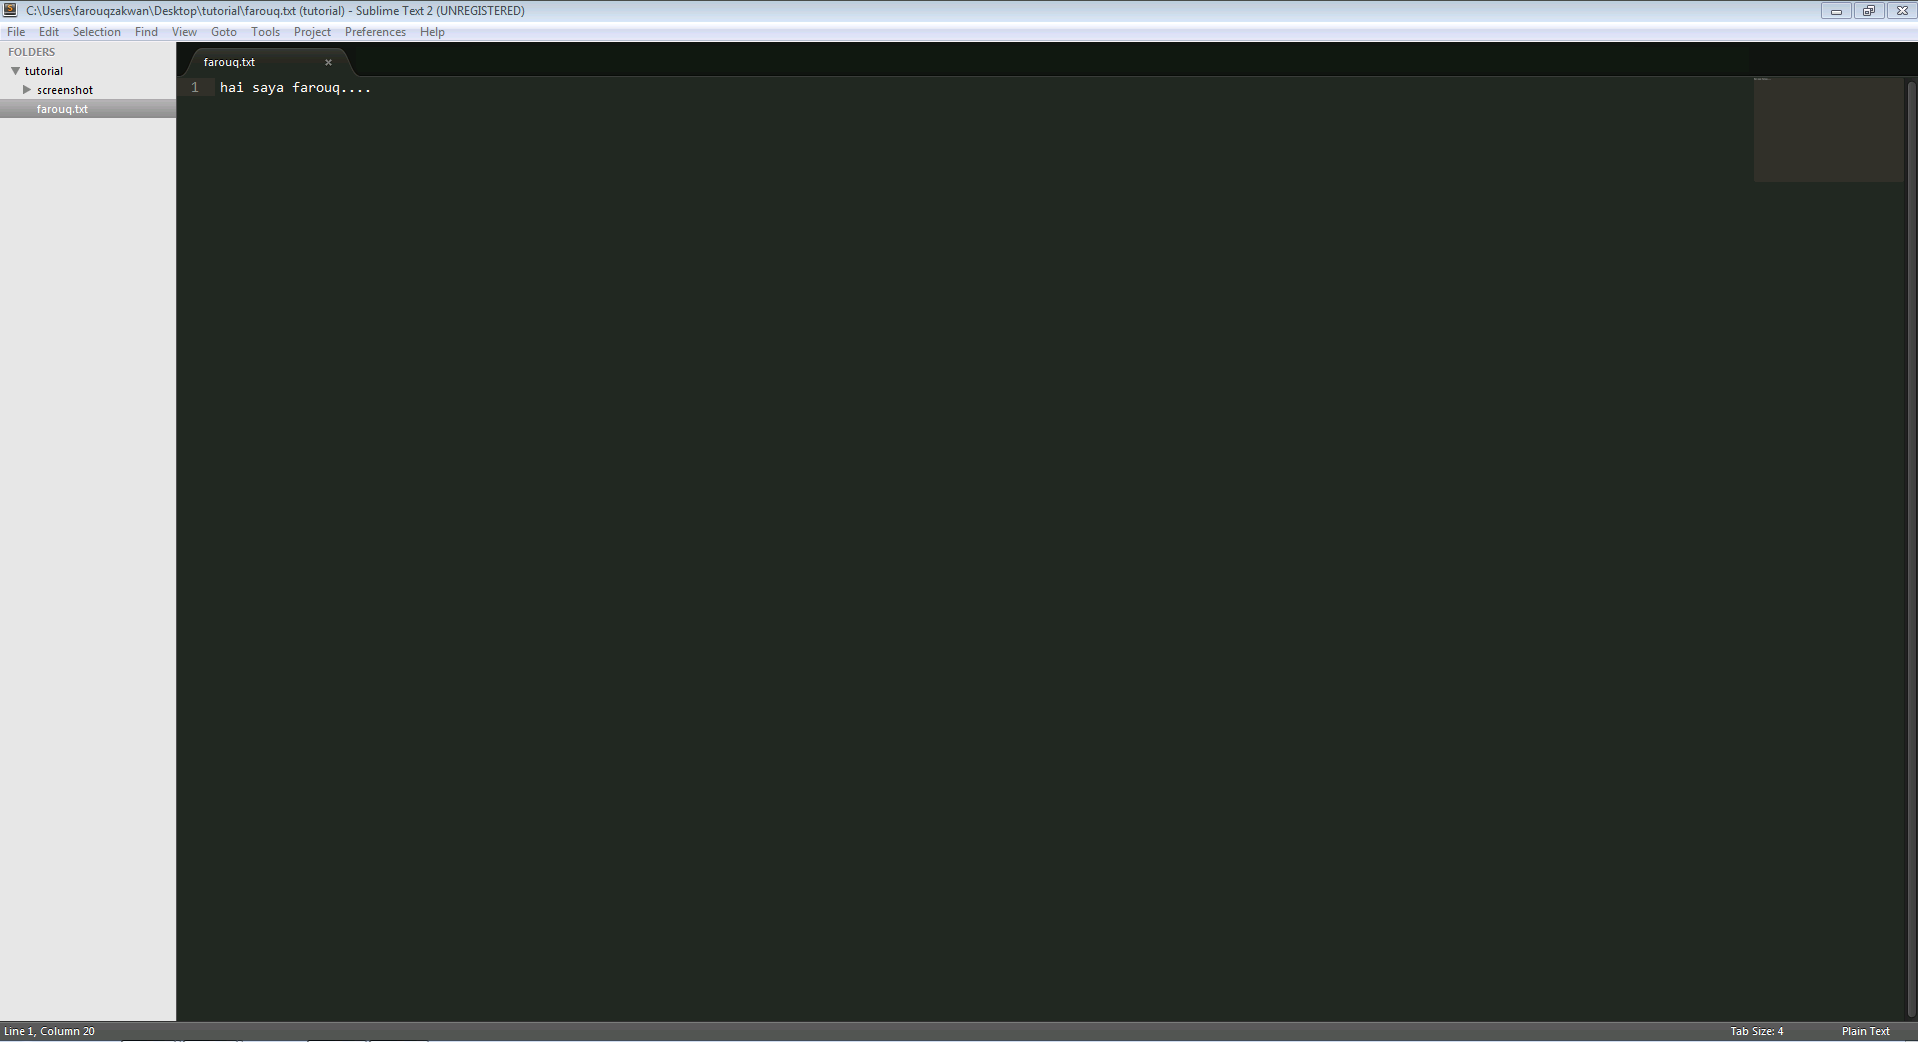 C:\Users\farouqzakwan\Desktop\tutorial\farouq.txt (tutorial) - Sublime Text 2 (UNREGISTERED)
File Edit Selection Find View Goto Tools Project Preferences Help
FOLDERS
tutorial
screenshot
farouq.txt
farouq.txt
1 hai saya farouq....
Line 1, Column 20
Tab Size: 4
Plain Text